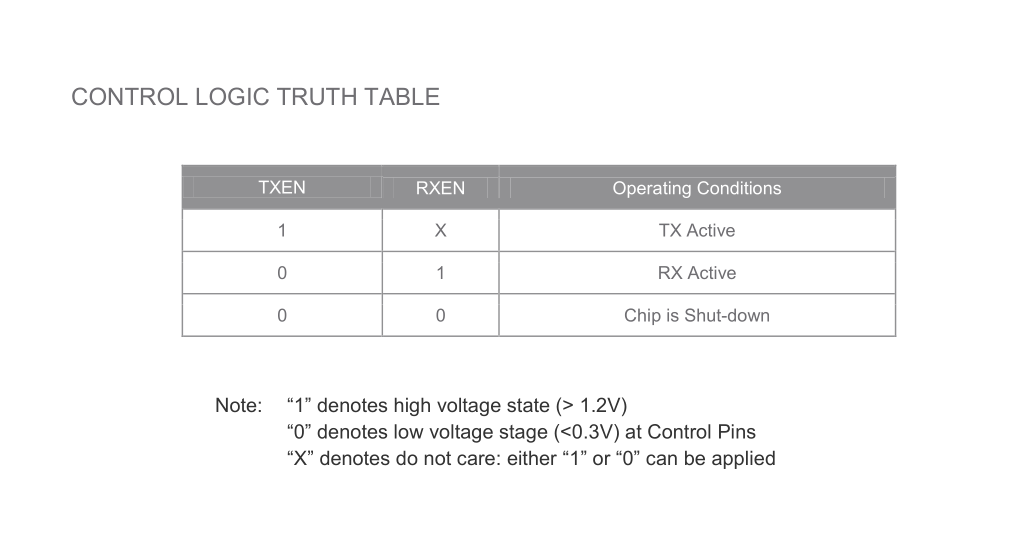 CONTROL LOGIC TRUTH TABLE
TXEN RXEN Operating Conditions
1 X TX Active
0 1 RX Active
0 0 Chip is Shut-down
Note: “1” denotes high voltage state (> 1.2V)
“0” denotes low voltage stage (<0.3V) at Control Pins
“X” denotes do not care: either “1” or “0” can be applied